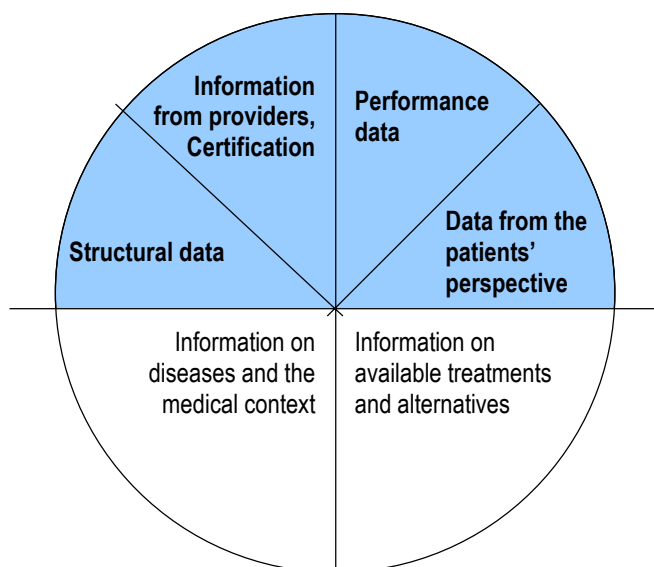 Information
from providers,
Certification
Performance
data
Structural data
Data from the
patients’
perspective
Information on
diseases and the
medical context
Information on
available treatments
and alternatives